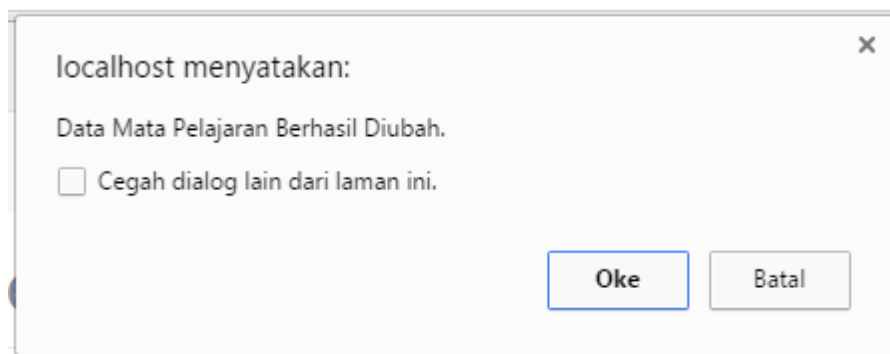 localhost menyatakan:
Data Mata Pelajaran Berhasil Diubah.
Cegah dialog lain dari laman ini.
Oke
Batal